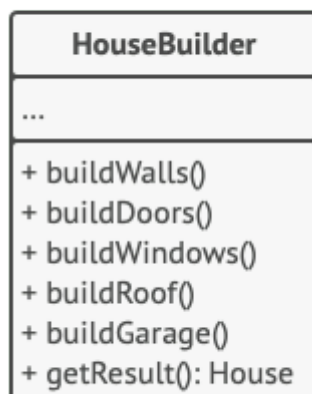 HouseBuilder
...
+ buildWalls()
+ buildDoors()
+ buildWindows()
+ buildRoof()
+ buildGarage()
+ getResult(): House